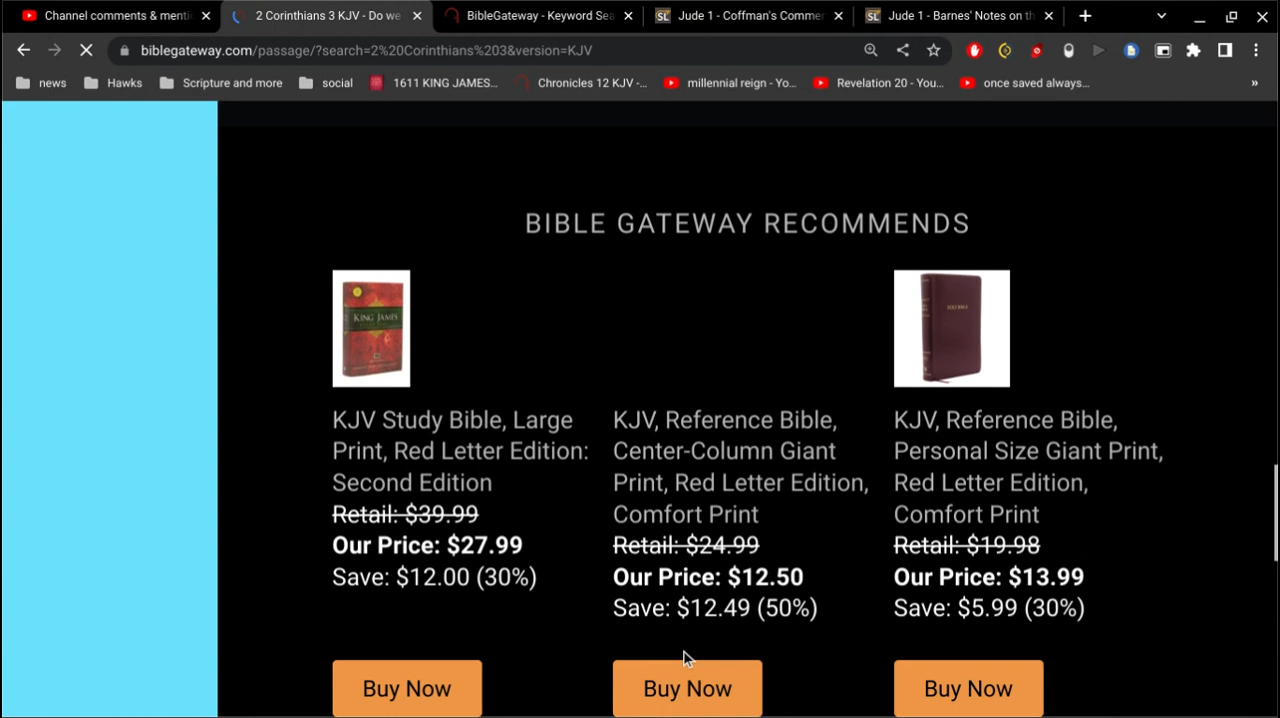 Channel comments & menti
2 Corinthians 3 KJV - Do we
BibleGateway - Keyword Sea
SL Jude 1 - Coffman's Commer
SL Jude 1 - Barnes' Notes on th
biblegateway.com/passage/?search=2%20Corinthians%203&version=KJV
news
Hawks
Scripture and more
social
1611 KING JAMES...
Chronicles 12 KJV -...
millennial reign - Yo...
Revelation 20 - You...
once saved always...
»
BIBLE GATEWAY RECOMMENDS
KING JAMES
HOLY BIBLE
KJV Study Bible, Large
Print, Red Letter Edition:
Second Edition
Retail: $39.99
Our Price: $27.99
Save: $12.00 (30%)
Buy Now
KJV, Reference Bible,
Center-Column Giant
Print, Red Letter Edition,
Comfort Print
Retail: $24.99
Our Price: $12.50
Save: $12.49 (50%)
Buy Now
KJV, Reference Bible,
Personal Size Giant Print,
Red Letter Edition,
Comfort Print
Retail: $19.98
Our Price: $13.99
Save: $5.99 (30%)
Buy Now